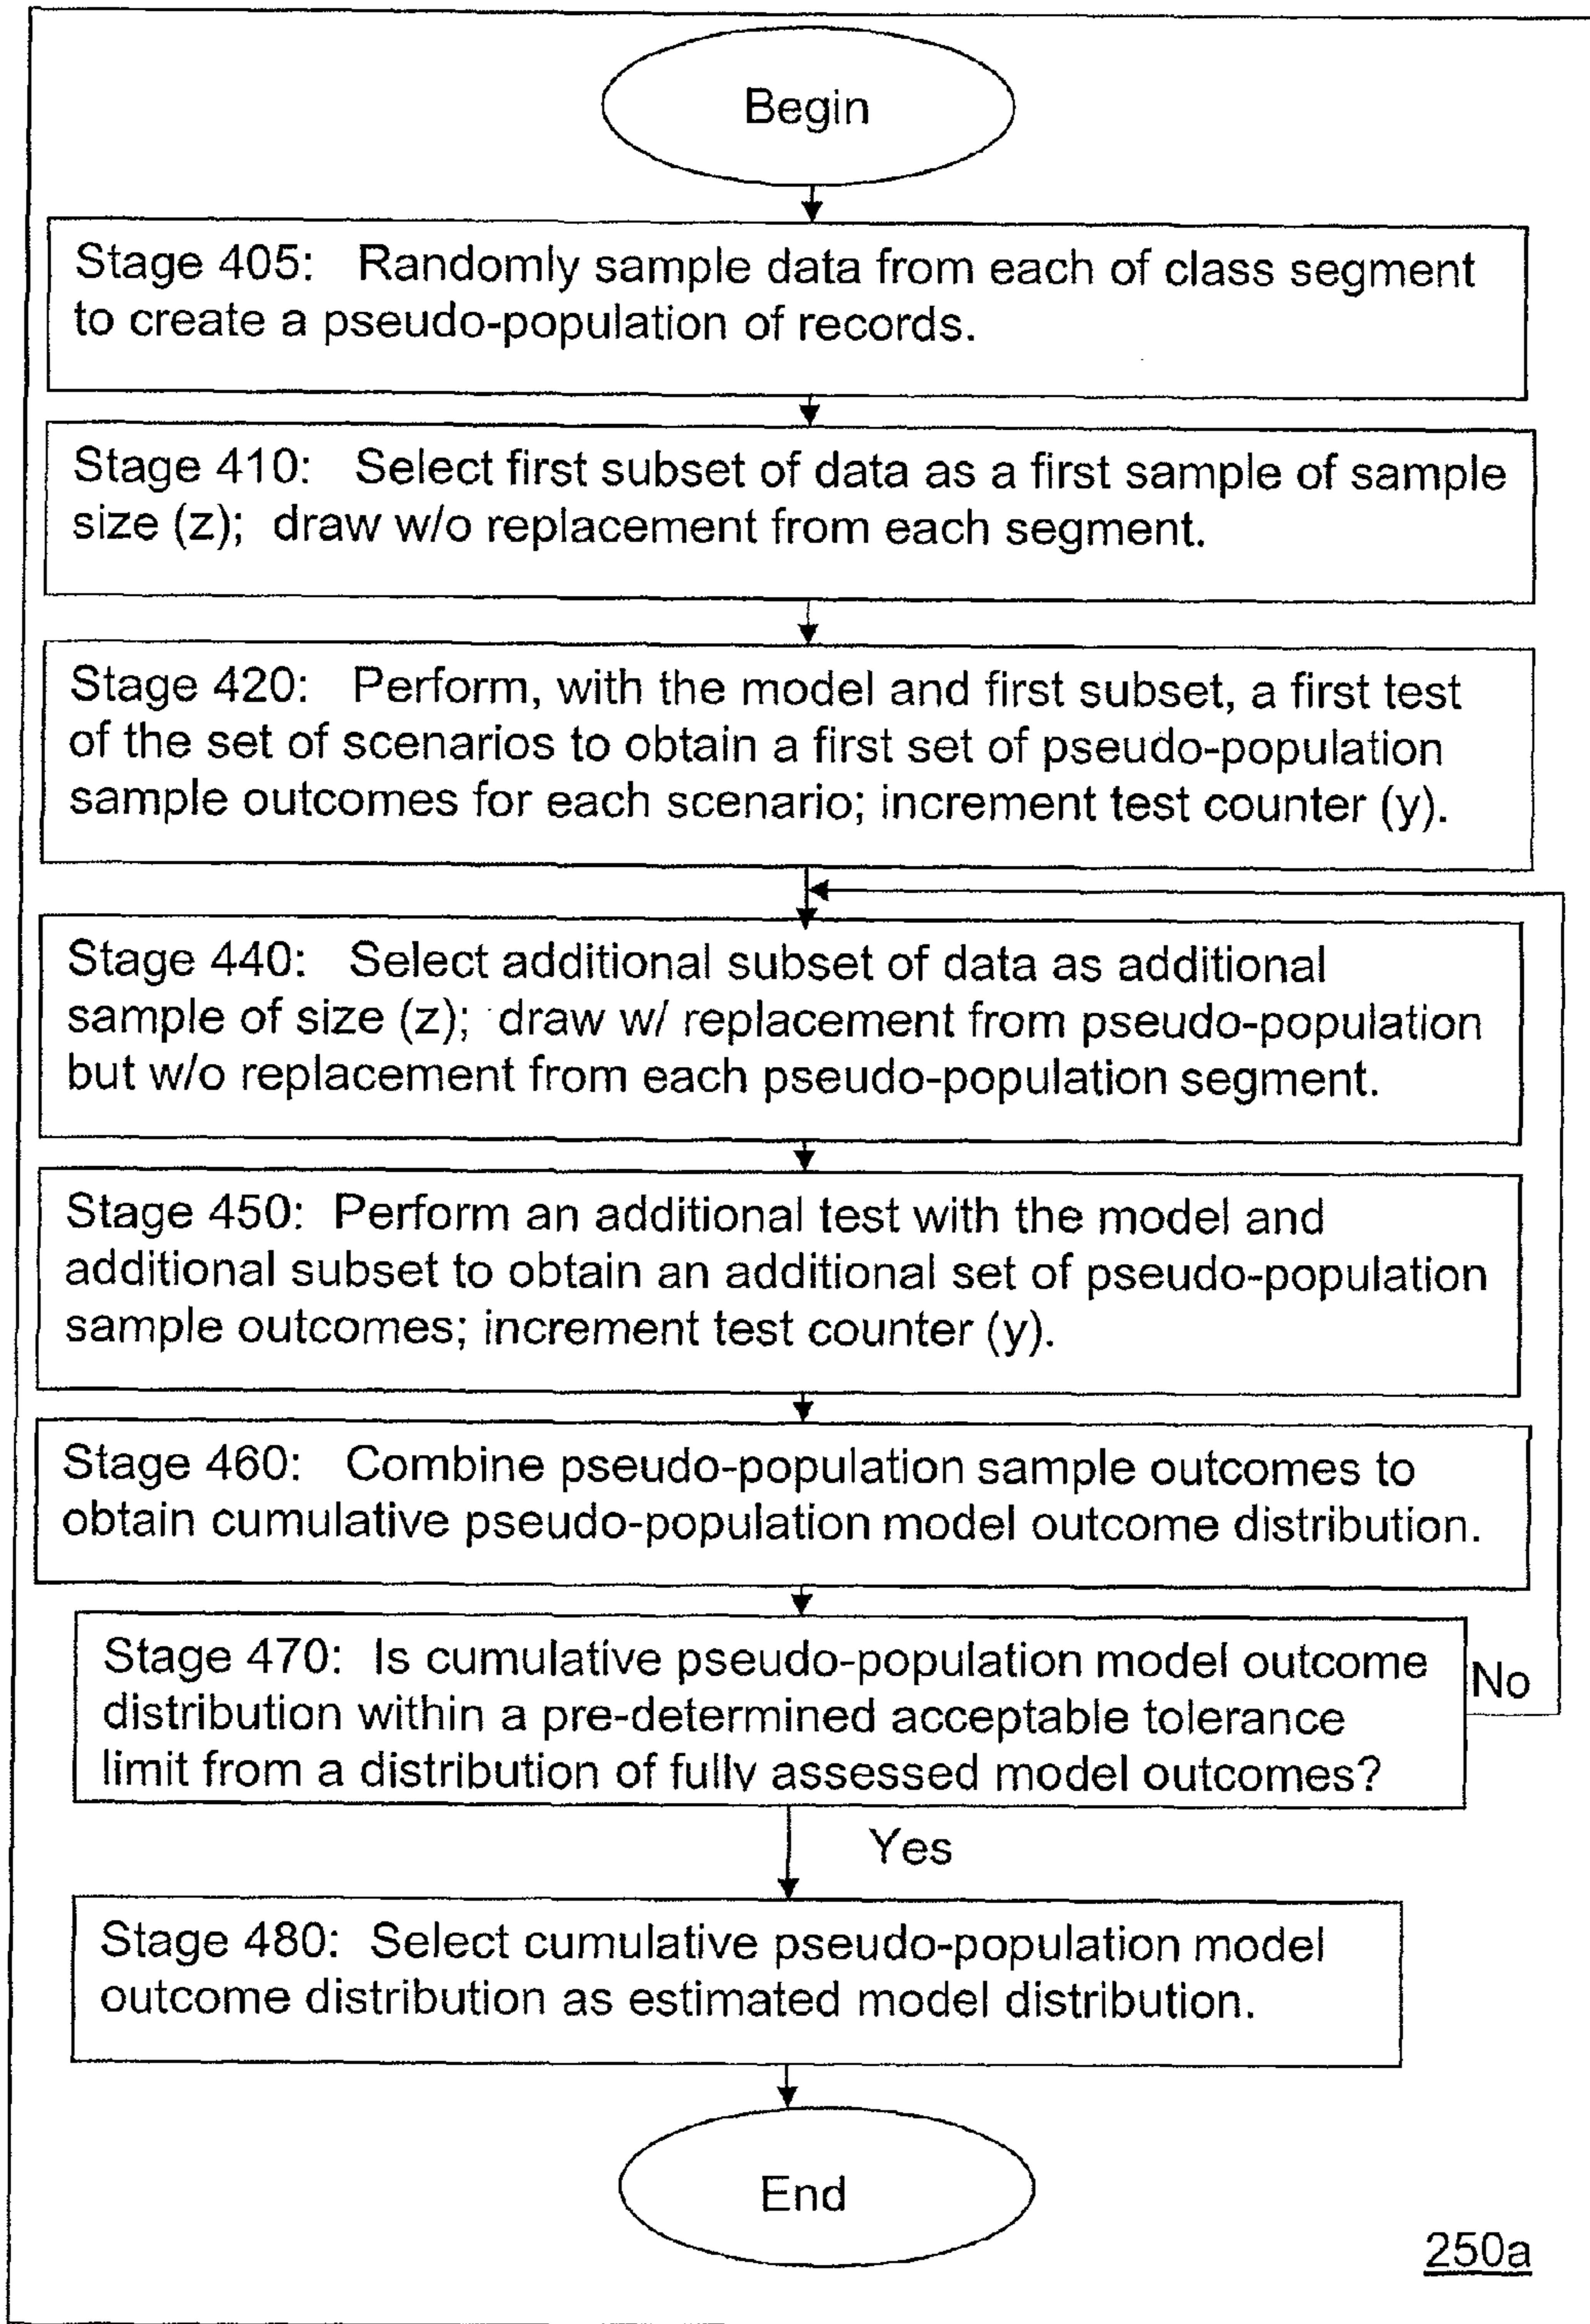 Begin
Stage 405: Randomly sample data from each of class segment
to create a pseudo-population of records.
Stage 410: Select first subset of data as a first sample of sample
size (z); draw w/o replacement from each segment.
Stage 420: Perform, with the model and first subset, a first test
of the set of scenarios to obtain a first set of pseudo-population
sample outcomes for each scenario; increment test counter (y).
Stage 440: Select additional subset of data as additional
sample of size (z); draw w/ replacement from pseudo-population
but w/o replacement from each pseudo-population segment.
Stage 450: Perform an additional test with the model and
additional subset to obtain an additional set of pseudo-population
sample outcomes; increment test counter (y).
Stage 460: Combine pseudo-population sample outcomes to
obtain cumulative pseudo-population model outcome distribution.
Stage 470: Is cumulative pseudo-population model outcome
distribution within a pre-determined acceptable tolerance
limit from a distribution of fully assessed model outcomes?
No
Yes
Stage 480: Select cumulative pseudo-population model
outcome distribution as estimated model distribution.
End
250a